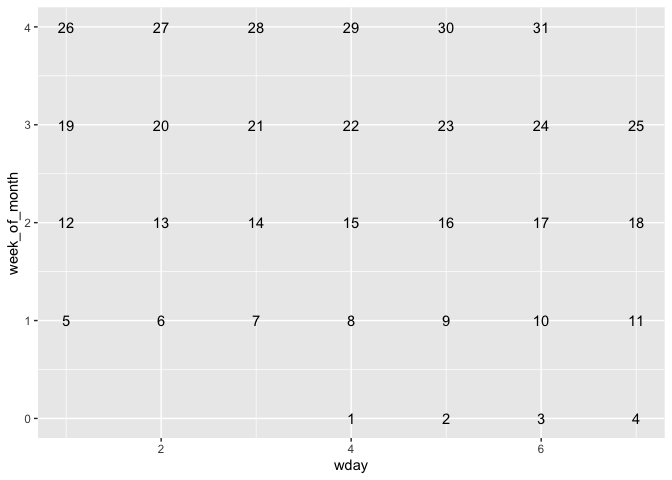 4 26 27 28 29 30 31
3 19 20 21 22 23 24 25
week_of_month
2 12 13 14 15 16 17 18
1 5 6 7 8 9 10 11
0 1 2 3 4
2 4 6
wday